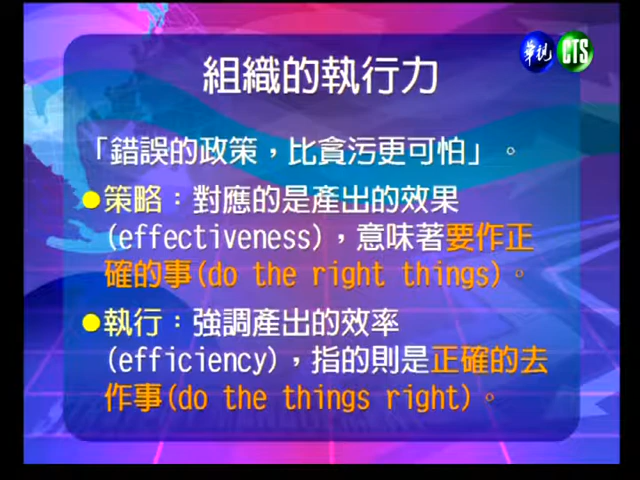 華視 CTS
組織的執行力
「錯誤的政策，比貪污更可怕」。
●策略：對應的是產出的效果
(effectiveness)，意味著要作正
確的事(do the right things)。
●執行：強調產出的效率
(efficiency)，指的則是正確的去
作事(do the things right)。